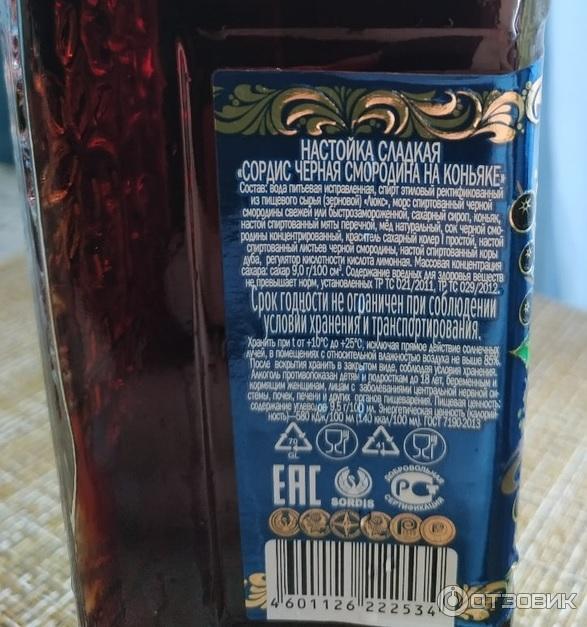 НАСТОЙКА СЛАДКАЯ
«СОРДИС ЧЕРНАЯ СМОРОДИНА НА КОНЬЯКЕ»
Состав: вода питьевая исправленная, спирт этиловый ректификованный
из пищевого сырья (зерновой) «Люкс», морс спиртованный черной
смородины свежей или быстрозамороженной, сахарный сироп, коньяк,
настой спиртованный мяты перечной, мёд натуральный, сок черной смо-
родины концентрированный, краситель сахарный колер I простой, настой
спиртованный листьев черной смородины, настой спиртованный коры
дуба, регулятор кислотности кислота лимонная. Массовая концентрация
сахара: сахар 9,0 г/100 см³. Содержание вредных для здоровья веществ
не превышает норм, установленных ТР ТС 021/2011, ТР ТС 029/2012.
Срок годности не ограничен при соблюдении
условий хранения и транспортирования.
Хранить при t от +10°С до +25°С, исключая прямое действие солнечных
лучей, в помещениях с относительной влажностью воздуха не выше 85%.
После вскрытия хранить в закрытом виде, соблюдая условия хранения.
Алкоголь противопоказан детям и подросткам до 18 лет, беременным и
кормящим женщинам, лицам с заболеваниями центральной нервной си-
стемы, почек, печени и других органов пищеварения. Пищевая ценность:
содержание углеводов 9,5 г/100 мл. Энергетическая ценность (калорий-
ность)—580 кДж/100 мл (140 ккал/100 мл). ГОСТ 7190-2013
70
GL
ЕАС
SORDIS
ДОБРОВОЛЬНАЯ
РСТ
СЕРТИФИКАЦИЯ
4 601126 222534
ОТЗОВИК